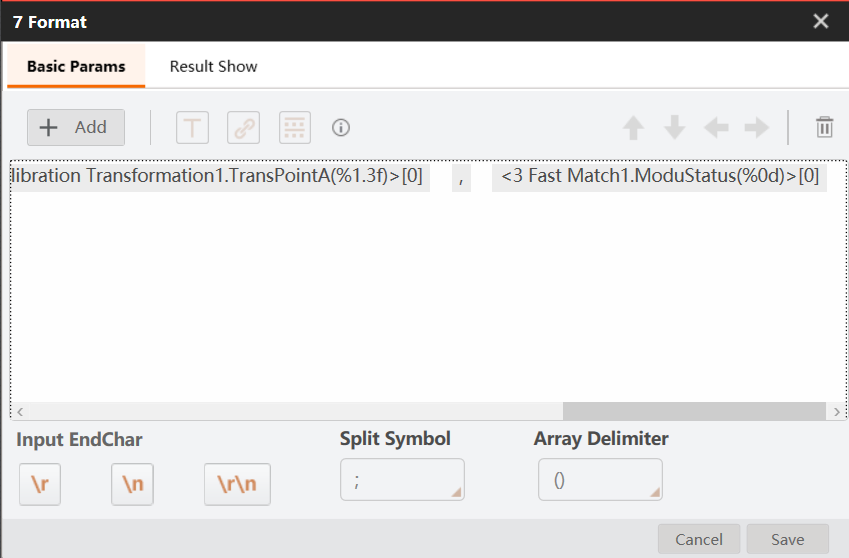 7 Format
Basic Params Result Show
Add
libration Transformation1.TransPointA(%1.3f)>[0] , <3 Fast Match1.ModuStatus(%0d)>[0]
Input EndChar Split Symbol Array Delimiter
\r \n \r\n ; ()
Cancel Save